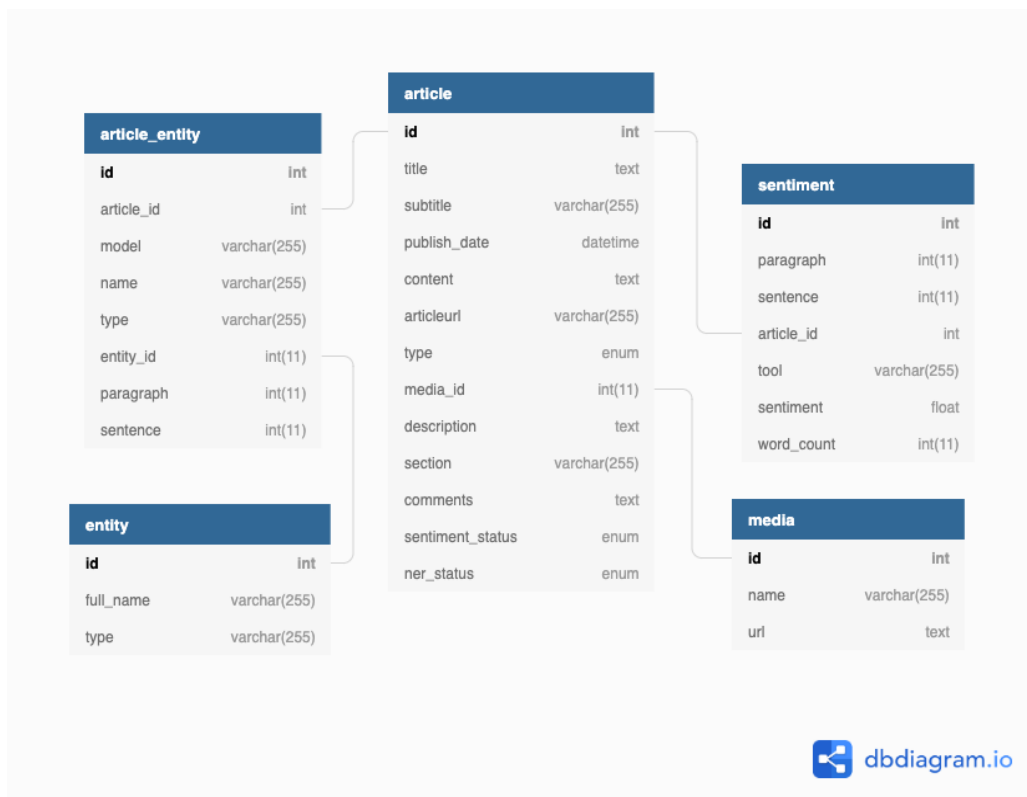 article_entity
id int
article_id int
model varchar(255)
name varchar(255)
type varchar(255)
entity_id int(11)
paragraph int(11)
sentence int(11)
entity
id int
full_name varchar(255)
type varchar(255)
article
id int
title text
subtitle varchar(255)
publish_date datetime
content text
articleurl varchar(255)
type enum
media_id int(11)
description text
section varchar(255)
comments text
sentiment_status enum
ner_status enum
sentiment
id int
paragraph int(11)
sentence int(11)
article_id int
tool varchar(255)
sentiment float
word_count int(11)
media
id int
name varchar(255)
url text
dbdiagram.io